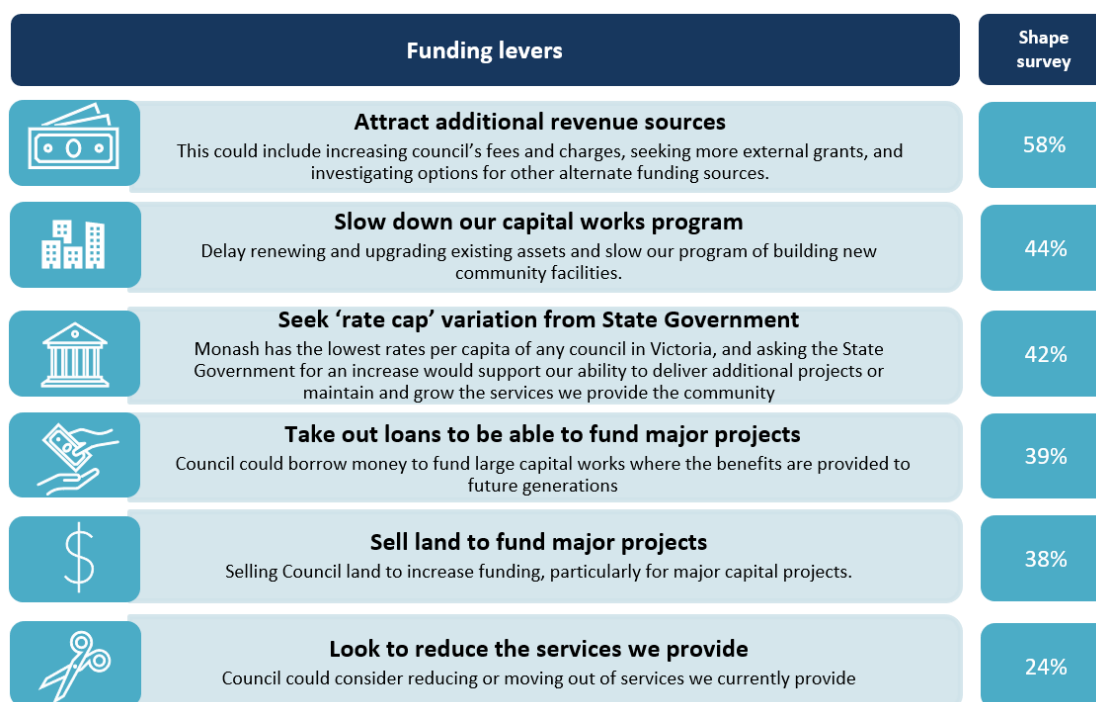 Funding levers
Shape
survey
Attract additional revenue sources
This could include increasing council’s fees and charges, seeking more external grants, and
investigating options for other alternate funding sources.
58%
Slow down our capital works program
Delay renewing and upgrading existing assets and slow our program of building new
community facilities.
44%
Seek ‘rate cap’ variation from State Government
Monash has the lowest rates per capita of any council in Victoria, and asking the State
Government for an increase would support our ability to deliver additional projects or
maintain and grow the services we provide the community
42%
Take out loans to be able to fund major projects
Council could borrow money to fund large capital works where the benefits are provided to
future generations
39%
Sell land to fund major projects
Selling Council land to increase funding, particularly for major capital projects.
38%
Look to reduce the services we provide
Council could consider reducing or moving out of services we currently provide
24%